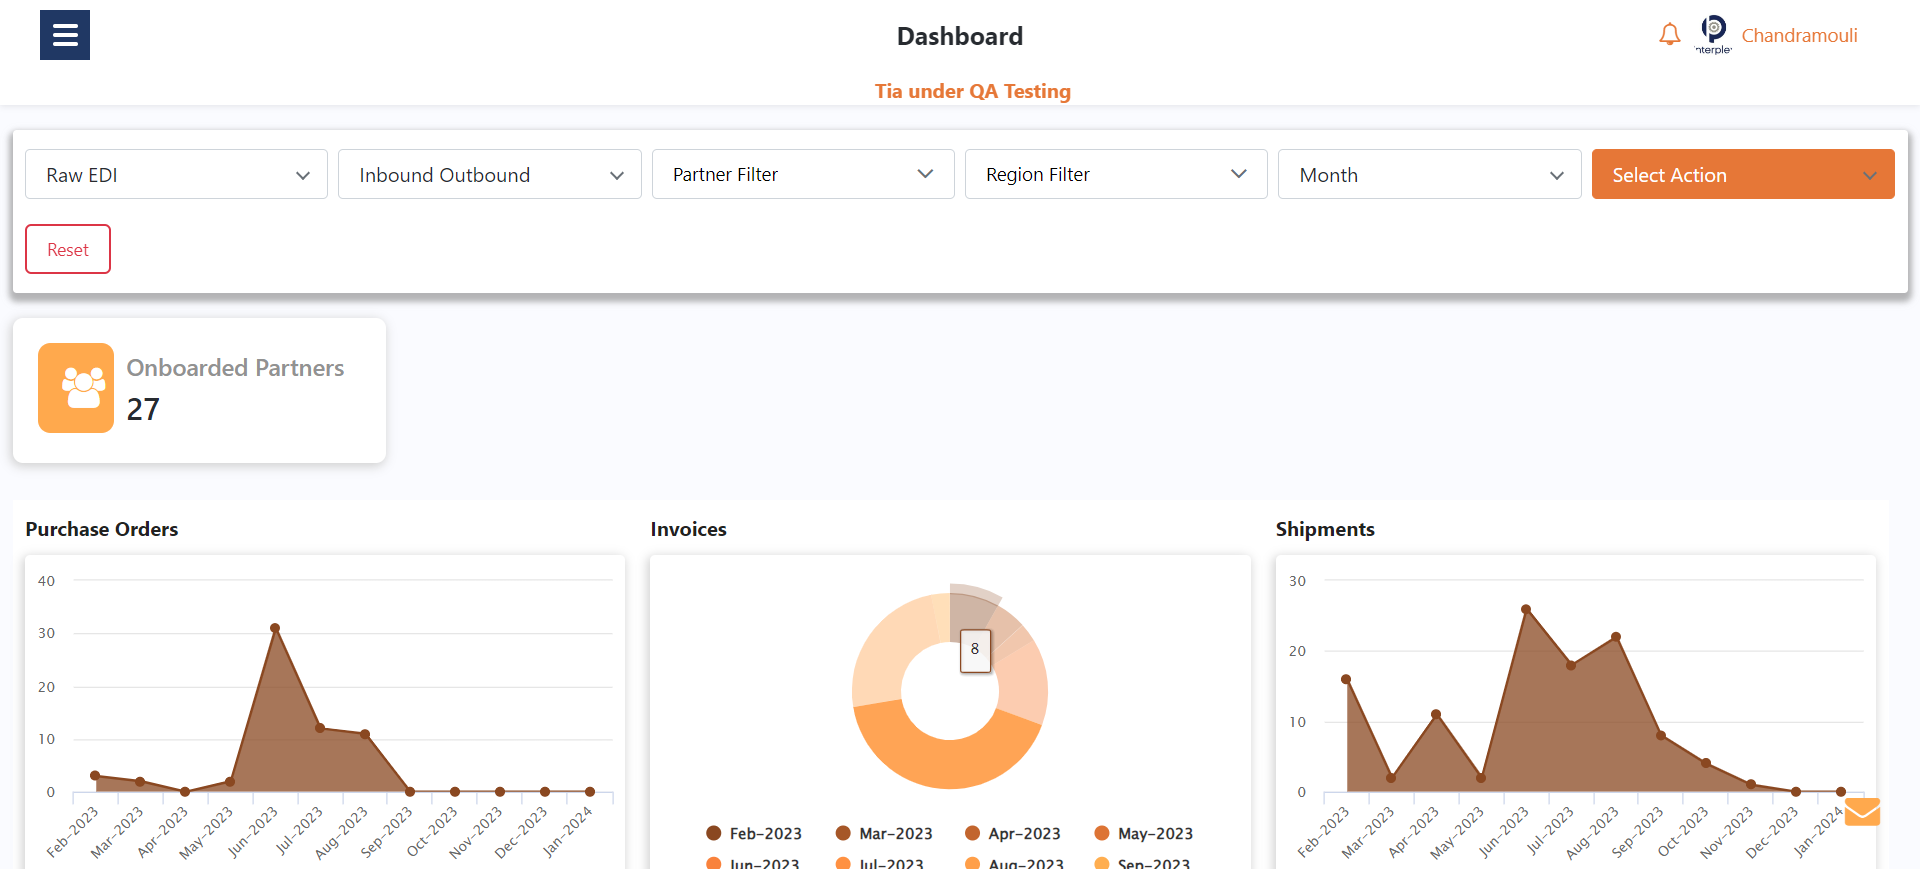 Dashboard
Chandramouli
Tia under QA Testing
Raw EDI
Inbound Outbound
Partner Filter
Region Filter
Month
Select Action
Reset
Onboarded Partners
27
Purchase Orders
40
30
20
10
0
Feb-2023
Mar-2023
Apr-2023
May-2023
Jun-2023
Jul-2023
Aug-2023
Sep-2023
Oct-2023
Nov-2023
Dec-2023
Jan-2024
Invoices
8
Feb-2023
Mar-2023
Apr-2023
May-2023
Jun-2023
Jul-2023
Aug-2023
Sep-2023
Shipments
30
20
10
0
Feb-2023
Mar-2023
Apr-2023
May-2023
Jun-2023
Jul-2023
Aug-2023
Sep-2023
Oct-2023
Nov-2023
Dec-2023
Jan-2024